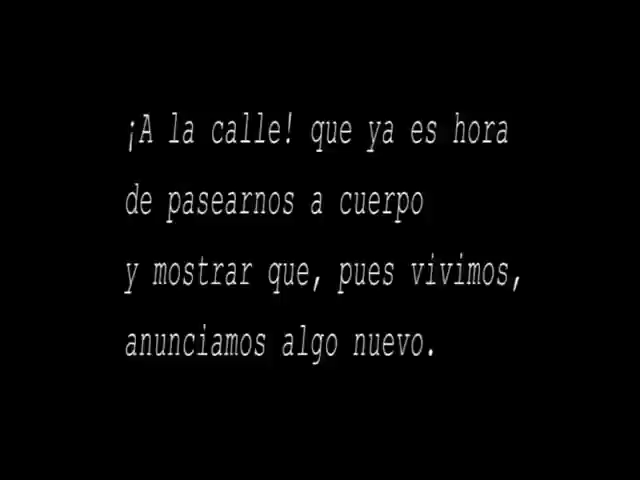 ¡A la calle! que ya es hora
de pasearnos a cuerpo
y mostrar que, pues vivimos,
anunciamos algo nuevo.